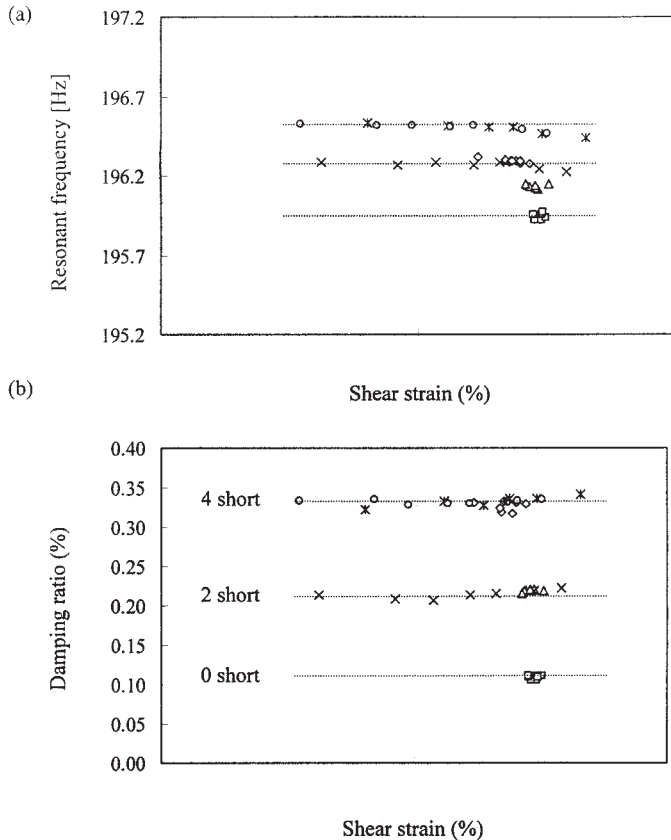 (a)
Resonant frequency [Hz]
197.2
196.7
196.2
195.7
195.2
Shear strain (%)
(b)
Damping ratio (%)
0.40
0.35
0.30
0.25
0.20
0.15
0.10
0.05
0.00
4 short
2 short
0 short
Shear strain (%)